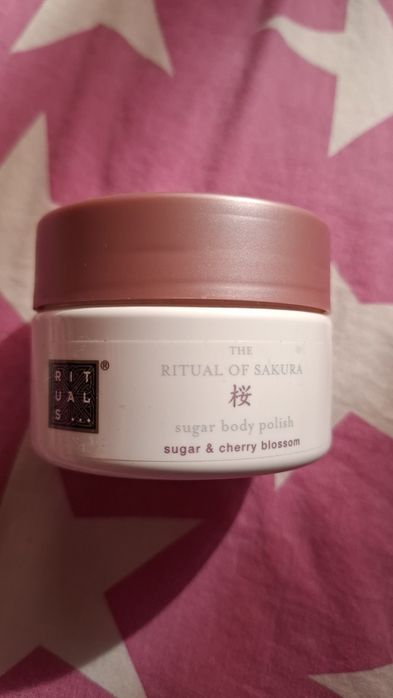 RIT
UAL
S...
®
THE
RITUAL OF SAKURA
桜
sugar body polish
sugar & cherry blossom